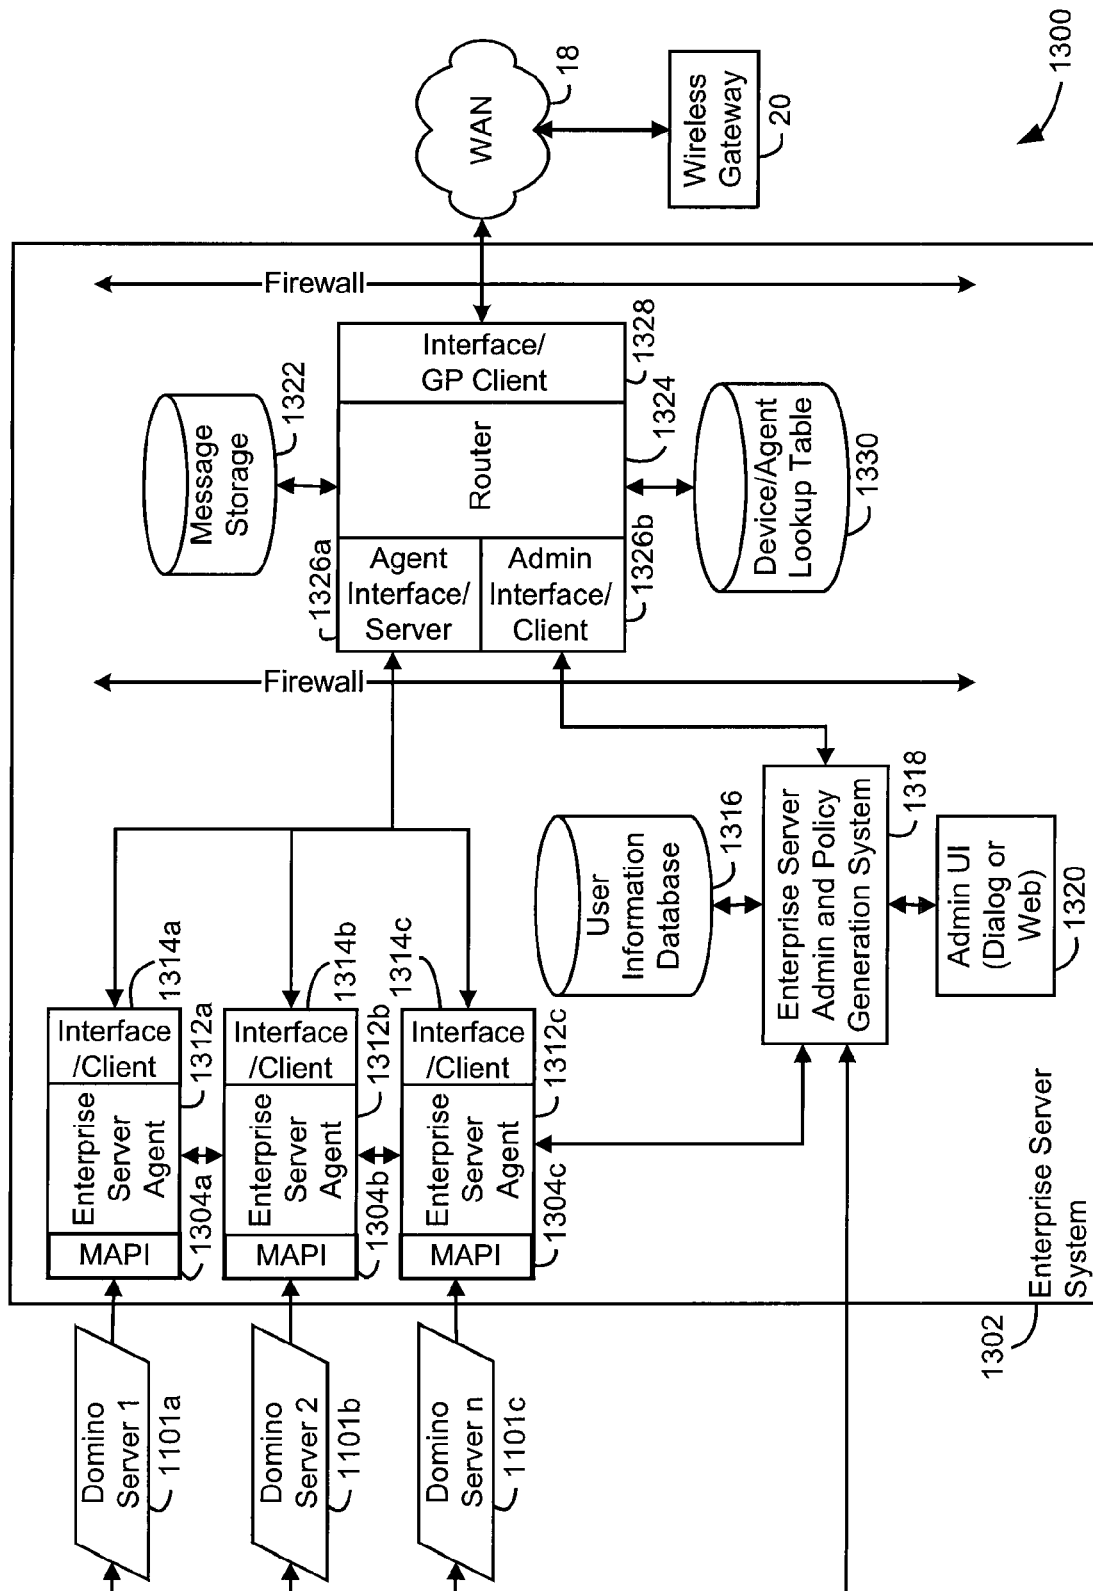 Domino
Server 1
1101a
Domino
Server 2
1101b
Domino
Server n
1101c
MAPI
1304a
Enterprise
Server
Agent
1312a
Interface
/Client
1314a
MAPI
1304b
Enterprise
Server
Agent
1312b
Interface
/Client
1314b
MAPI
1304c
Enterprise
Server
Agent
1312c
Interface
/Client
1314c
User
Information
Database
1316
Enterprise Server
Admin and Policy
Generation System
1318
Admin UI
(Dialog or
Web)
1320
Enterprise Server
System
1302
Firewall
Message
Storage
1322
1326a
Agent
Interface/
Server
Admin
Interface/
Client
1326b
Router
1324
Interface/
GP Client
1328
Device/Agent
Lookup Table
1330
Firewall
WAN
18
Wireless
Gateway
20
1300